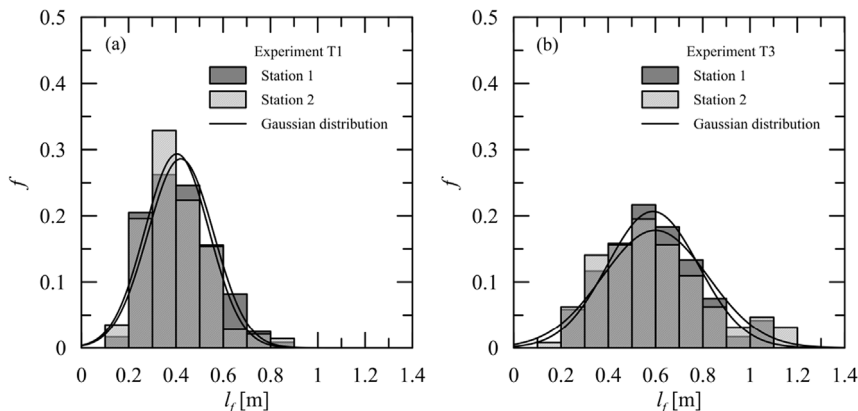 0.5
(a)
Experiment T1
Station 1
Station 2
Gaussian distribution
0.4
0.3
f
0.2
0.1
0
0 0.2 0.4 0.6 0.8 1 1.2 1.4
lf [m]
0.5
(b)
Experiment T3
Station 1
Station 2
Gaussian distribution
0.4
0.3
f
0.2
0.1
0
0 0.2 0.4 0.6 0.8 1 1.2 1.4
lf [m]